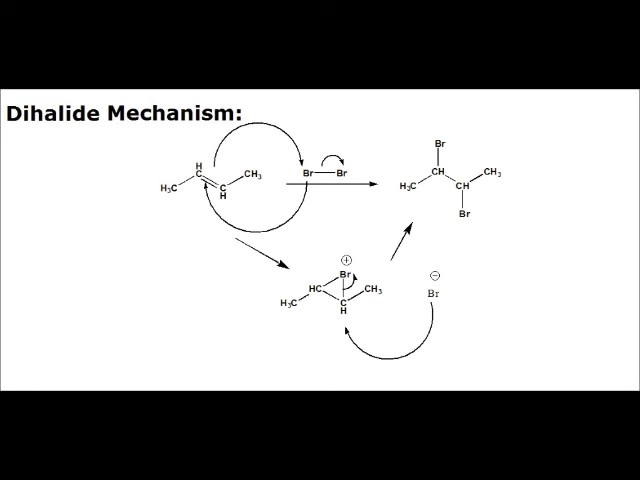 Dihalide Mechanism:
H
H₃C C C CH₃
H
Br Br
Br
H₃C CH CH CH₃
Br
⊕
Br
H₃C HC C CH₃
H
⊖
Br